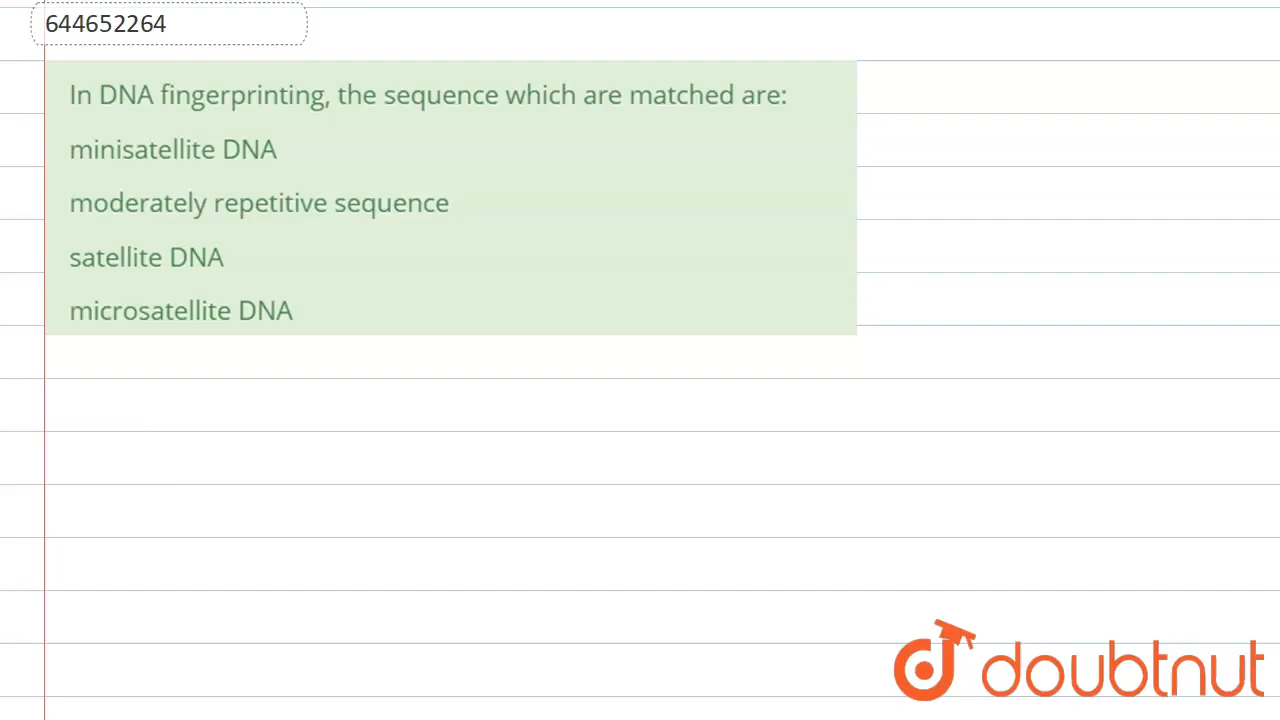 644652264
In DNA fingerprinting, the sequence which are matched are:
minisatellite DNA
moderately repetitive sequence
satellite DNA
microsatellite DNA
doubtnut